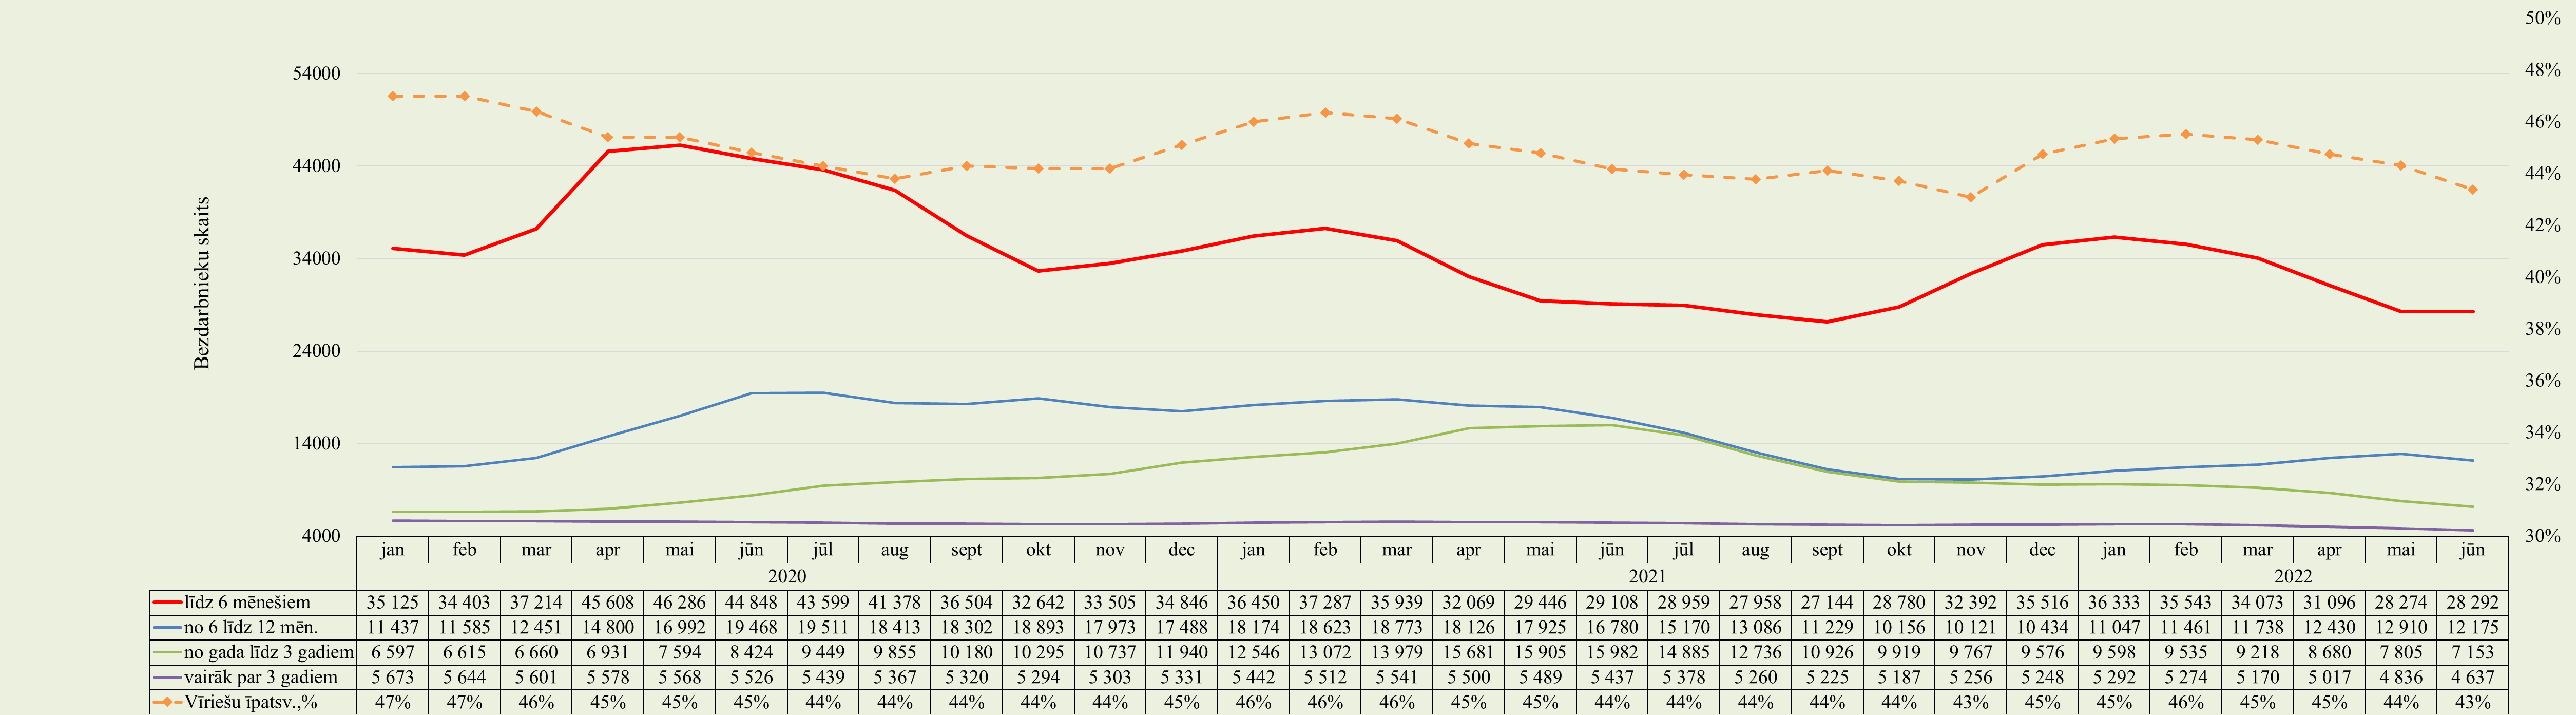 50%
54000
48%
46%
44000
44%
42%
34000
40%
38%
24000
36%
14000
34%
32%
4000
30%
Bezdarbnieku skaits
jan feb mar apr mai jūn jūl aug sept okt nov dec jan feb mar apr mai jūn jūl aug sept okt nov dec jan feb mar apr mai jūn
2020 2021 2022
līdz 6 mēnešiem 35 125 34 403 37 214 45 608 46 286 44 848 43 599 41 378 36 504 32 642 33 505 34 846 36 450 37 287 35 939 32 069 29 446 29 108 28 959 27 958 27 144 28 780 32 392 35 516 36 333 35 543 34 073 31 096 28 274 28 292
no 6 līdz 12 mēn. 11 437 11 585 12 451 14 800 16 992 19 468 19 511 18 413 18 302 18 893 17 973 17 488 18 174 18 623 18 773 18 126 17 925 16 780 15 170 13 086 11 229 10 156 10 121 10 434 11 047 11 461 11 738 12 430 12 910 12 175
no gada līdz 3 gadiem 6 597 6 615 6 660 6 931 7 594 8 424 9 449 9 855 10 180 10 295 10 737 11 940 12 546 13 072 13 979 15 681 15 905 15 982 14 885 12 736 10 926 9 919 9 767 9 576 9 598 9 535 9 218 8 680 7 805 7 153
vairāk par 3 gadiem 5 673 5 644 5 601 5 578 5 568 5 526 5 439 5 367 5 320 5 294 5 303 5 331 5 442 5 512 5 541 5 500 5 489 5 437 5 378 5 260 5 225 5 187 5 256 5 248 5 292 5 274 5 170 5 017 4 836 4 637
Vīriešu īpatsv.,% 47% 47% 46% 45% 45% 45% 44% 44% 44% 44% 44% 45% 46% 46% 46% 45% 45% 44% 44% 44% 44% 44% 43% 45% 45% 46% 45% 45% 44% 43%